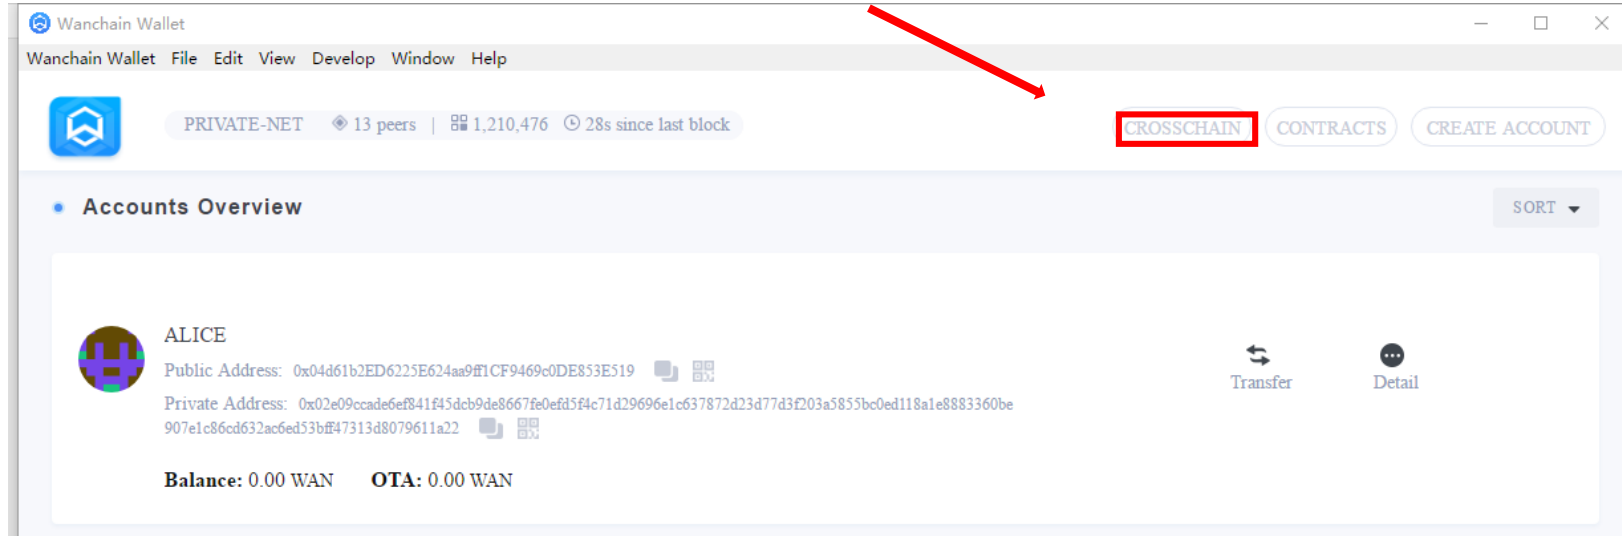 Wanchain Wallet
Wanchain Wallet File Edit View Develop Window Help
PRIVATE-NET 13 peers | 1,210,476 28s since last block
CROSSCHAIN CONTRACTS CREATE ACCOUNT
Accounts Overview
SORT
ALICE
Public Address: 0x04d61b2ED6225E624aa9ff1CF9469c0DE853E519
Private Address: 0x02e09ccade6ef841f45dcb9de8667fe0efd5f4c71d29696e1c637872d23d77d3f203a5855bc0ed118a1e8883360be
907e1c86cd632ac6ed53bff47313d8079611a22
Transfer Detail
Balance: 0.00 WAN OTA: 0.00 WAN